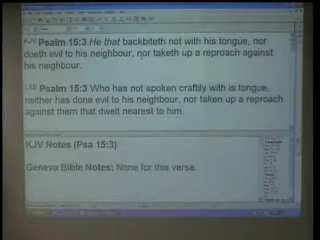 KJV Psalm 15:3 He that backbiteth not with his tongue, nor
doeth evil to his neighbour, nor taketh up a reproach against
his neighbour.
LXE Psalm 15:3 Who has not spoken craftily with is tongue,
neither has done evil to his neighbour, nor taken up a reproach
against them that dwelt nearest to him.
KJV Notes (Psa 15:3)
Geneva Bible Notes: None for this verse.